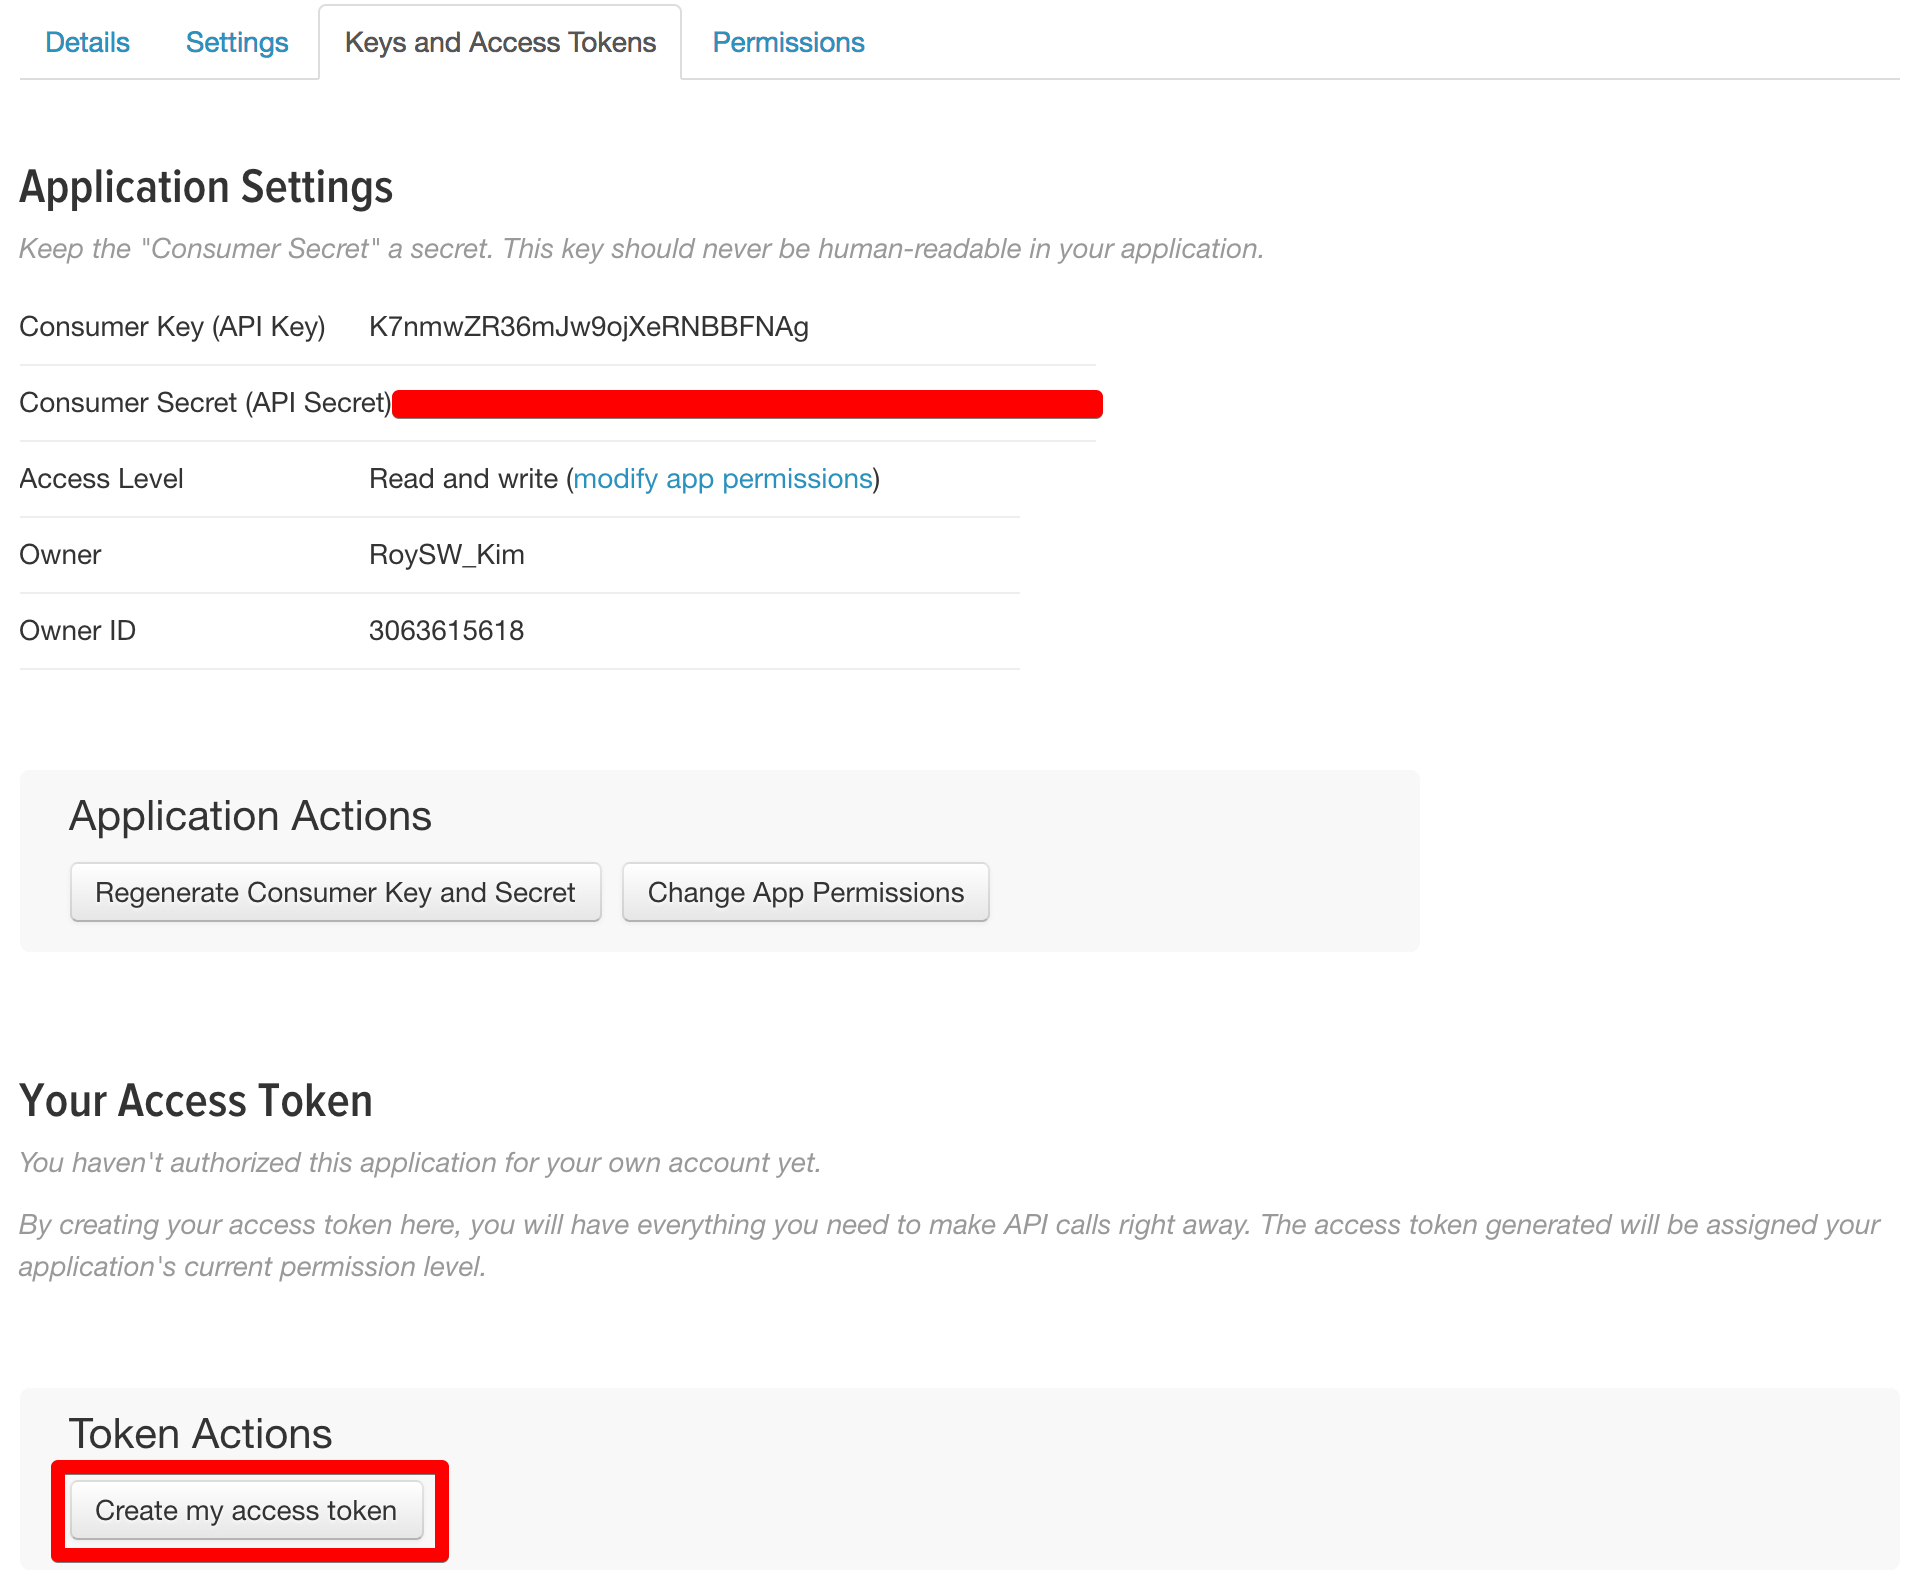 Details Settings Keys and Access Tokens Permissions
Application Settings
Keep the "Consumer Secret" a secret. This key should never be human-readable in your application.
Consumer Key (API Key) K7nmwZR36mJw9ojXeRNBBFNAg
Consumer Secret (API Secret)
Access Level Read and write (modify app permissions)
Owner RoySW_Kim
Owner ID 3063615618
Application Actions
Regenerate Consumer Key and Secret Change App Permissions
Your Access Token
You haven't authorized this application for your own account yet.
By creating your access token here, you will have everything you need to make API calls right away. The access token generated will be assigned your
application's current permission level.
Token Actions
Create my access token